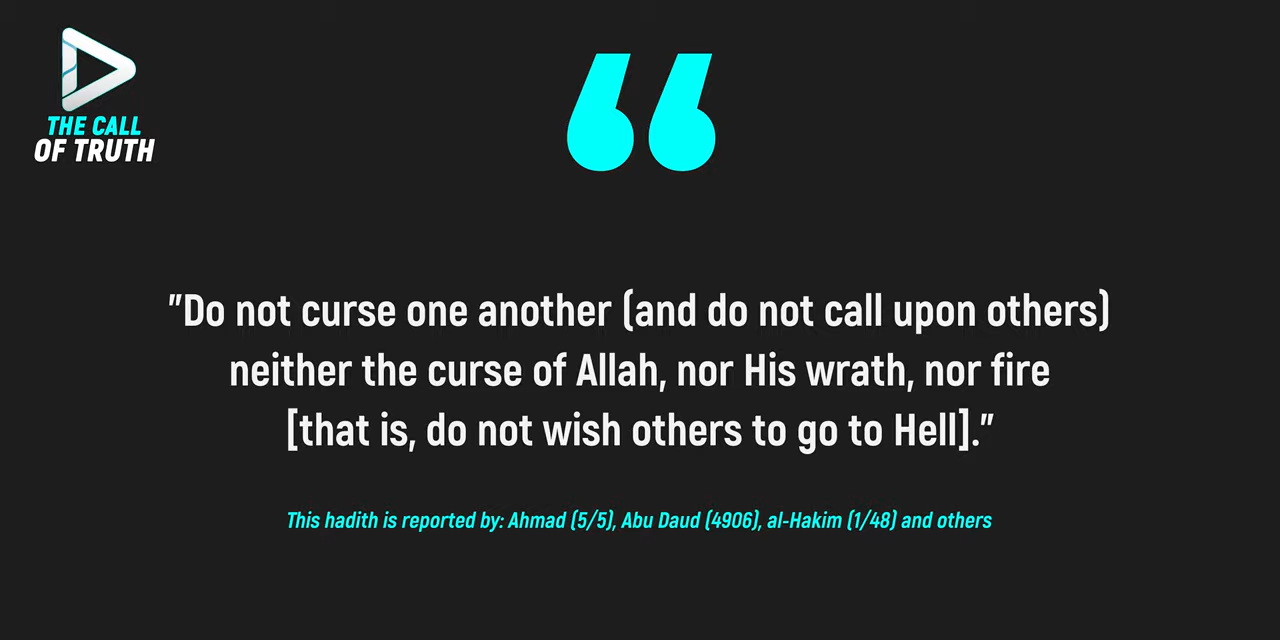 THE CALL
OF TRUTH
"Do not curse one another (and do not call upon others)
neither the curse of Allah, nor His wrath, nor fire
[that is, do not wish others to go to Hell]."
This hadith is reported by: Ahmad (5/5), Abu Daud (4906), al-Hakim (1/48) and others